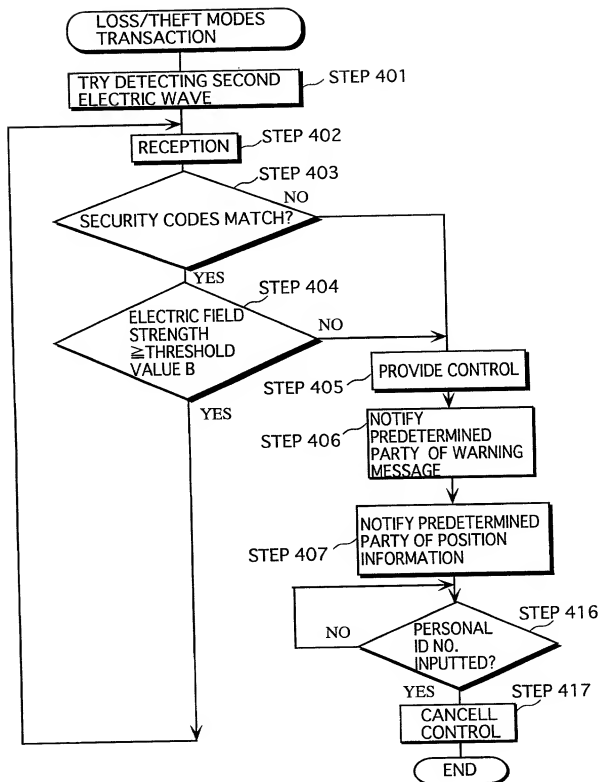 LOSS/THEFT MODES
TRANSACTION
TRY DETECTING SECOND
ELECTRIC WAVE
STEP 401
RECEPTION
STEP 402
STEP 403
SECURITY CODES MATCH?
NO
YES
STEP 404
ELECTRIC FIELD
STRENGTH
≧THRESHOLD
VALUE B
NO
YES
PROVIDE CONTROL
STEP 405
NOTIFY
PREDETERMINED
PARTY OF WARNING
MESSAGE
STEP 406
NOTIFY PREDETERMINED
PARTY OF POSITION
INFORMATION
STEP 407
STEP 416
PERSONAL
ID NO.
INPUTTED?
NO
YES
STEP 417
CANCELL
CONTROL
END